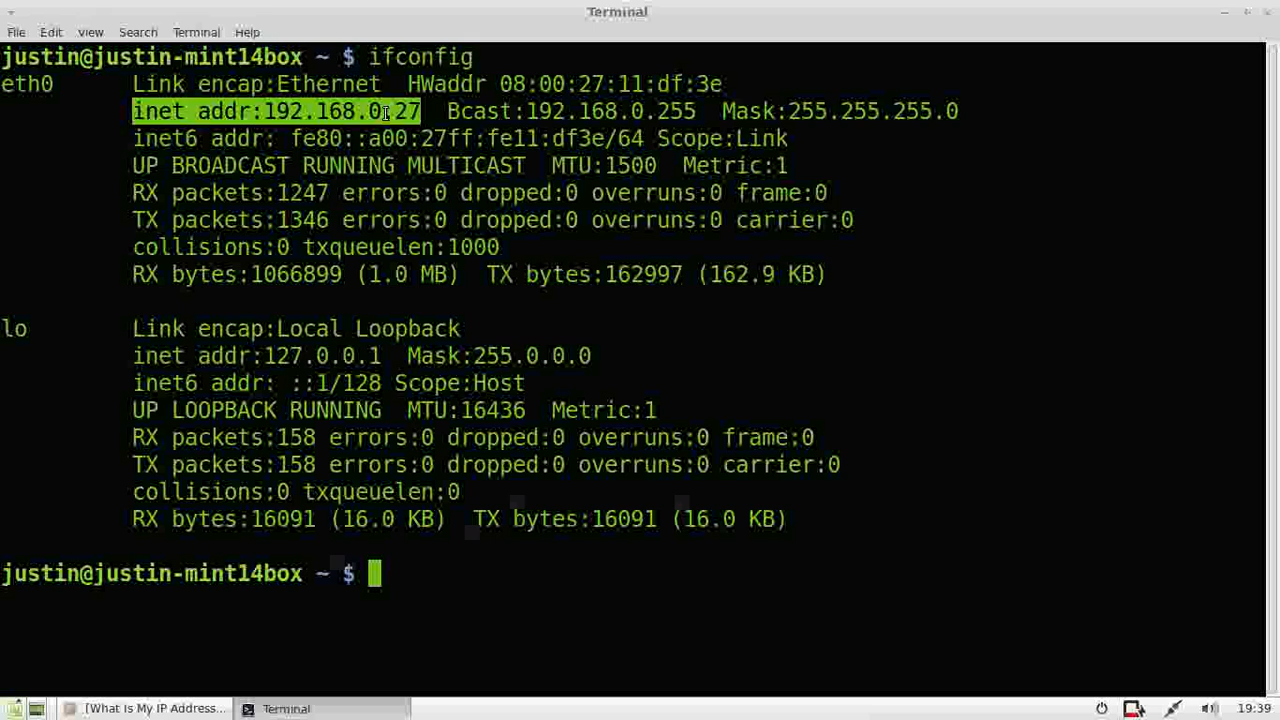 Terminal
File Edit view Search Terminal Help
justin@justin-mint14box ~ $ ifconfig
eth0 Link encap:Ethernet HWaddr 08:00:27:11:df:3e
inet addr:192.168.0.27 Bcast:192.168.0.255 Mask:255.255.255.0
inet6 addr: fe80::a00:27ff:fe11:df3e/64 Scope:Link
UP BROADCAST RUNNING MULTICAST MTU:1500 Metric:1
RX packets:1247 errors:0 dropped:0 overruns:0 frame:0
TX packets:1346 errors:0 dropped:0 overruns:0 carrier:0
collisions:0 txqueuelen:1000
RX bytes:1066899 (1.0 MB) TX bytes:162997 (162.9 KB)
lo Link encap:Local Loopback
inet addr:127.0.0.1 Mask:255.0.0.0
inet6 addr: ::1/128 Scope:Host
UP LOOPBACK RUNNING MTU:16436 Metric:1
RX packets:158 errors:0 dropped:0 overruns:0 frame:0
TX packets:158 errors:0 dropped:0 overruns:0 carrier:0
collisions:0 txqueuelen:0
RX bytes:16091 (16.0 KB) TX bytes:16091 (16.0 KB)
justin@justin-mint14box ~ $
[What Is My IP Address... Terminal 19:39